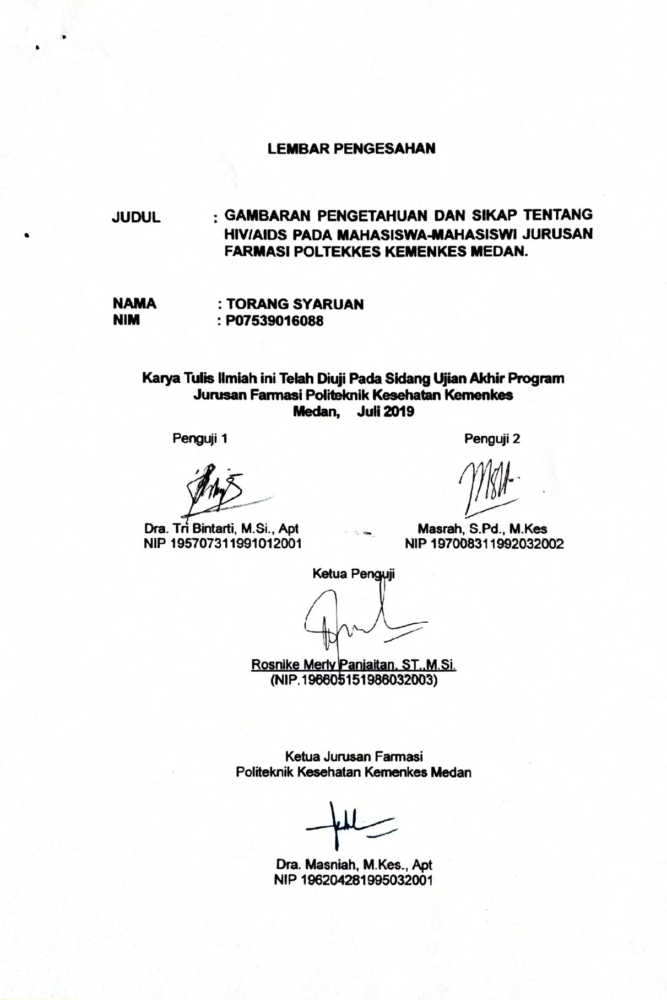 LEMBAR PENGESAHAN
JUDUL : GAMBARAN PENGETAHUAN DAN SIKAP TENTANG
HIV/AIDS PADA MAHASISWA-MAHASISWI JURUSAN
FARMASI POLTEKKES KEMENKES MEDAN.
NAMA : TORANG SYARUAN
NIM : P07539016088
Karya Tulis Ilmiah ini Telah Diuji Pada Sidang Ujian Akhir Program
Jurusan Farmasi Politeknik Kesehatan Kemenkes
Medan, Juli 2019
Penguji 1 Penguji 2
Dra. Tri Bintarti, M.Si., Apt Masrah, S.Pd., M.Kes
NIP 195707311991012001 NIP 197008311992032002
Ketua Penguji
Rosnike Merly Panjaitan, ST.,M.Si.
(NIP.196605151986032003)
Ketua Jurusan Farmasi
Politeknik Kesehatan Kemenkes Medan
Dra. Masniah, M.Kes., Apt
NIP 196204281995032001